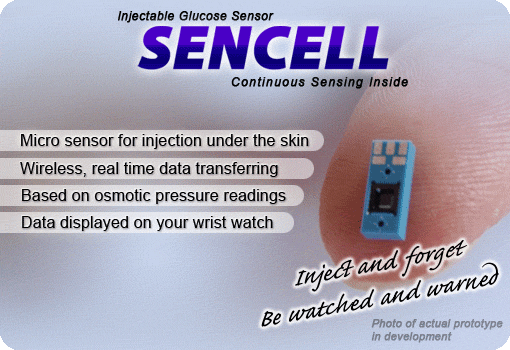 Injectable Glucose Sensor
SENCELL
Continuous Sensing Inside
Micro sensor for injection under the skin
Wireless, real time data transferring
Based on osmotic pressure readings
Data displayed on your wrist watch
Inject and forget
Be watched and warned
Photo of actual prototype
in development